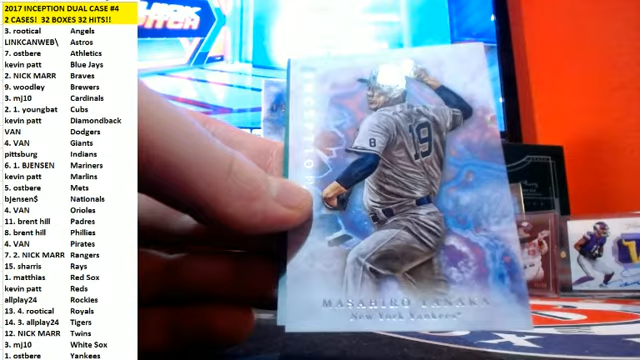 2017 INCEPTION DUAL CASE #4
2 CASES!  32 BOXES 32 HITS!!
3. rootical Angels
LINKCANWEB\ Astros
7. ostbere Athletics
kevin patt Blue Jays
2. NICK MARR Braves
9. woodley Brewers
3. mj10 Cardinals
2. 1. youngbat Cubs
kevin patt Diamondback
VAN Dodgers
4. VAN Giants
pittsburg Indians
6. 1. BJENSEN Mariners
kevin patt Marlins
5. ostbere Mets
bjensen$ Nationals
4. VAN Orioles
11. brent hill Padres
8. brent hill Phillies
4. VAN Pirates
7. 2. NICK MARR Rangers
15. sharris Rays
1. matthias Red Sox
kevin patt Reds
allplay24 Rockies
13. 4. rootical Royals
14. 3. allplay24 Tigers
12. NICK MARR Twins
3. mj10 White Sox
1. ostbere Yankees
INCEPTION
19
8
MASAHIRO TANAKA
New York Yankees